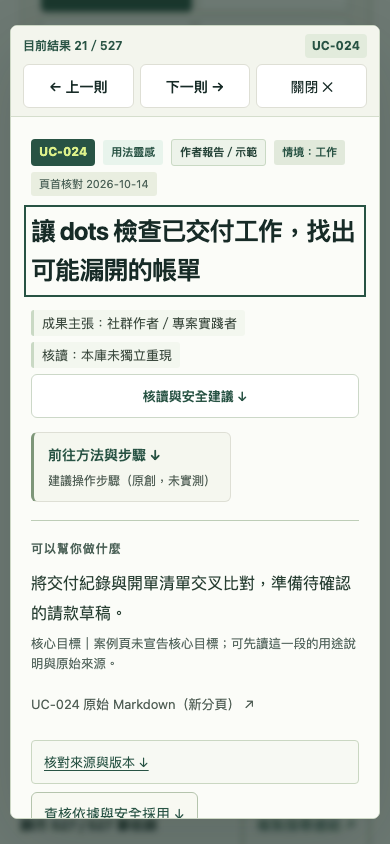 目前結果 21 / 527
UC-024
← 上一則
下一則 →
關閉 ×
UC-024
用法靈感
作者報告 / 示範
情境：工作
頁首核對 2026-10-14
讓 dots 檢查已交付工作，找出
可能漏開的帳單
成果主張：社群作者 / 專案實踐者
核讀：本庫未獨立重現
核讀與安全建議 ↓
前往方法與步驟 ↓
建議操作步驟（原創，未實測）
可以幫你做什麼
將交付紀錄與開單清單交叉比對，準備待確認
的請款草稿。
核心目標｜案例頁未宣告核心目標；可先讀這一段的用途說
明與原始來源。
UC-024 原始 Markdown（新分頁） ↗
核對來源與版本 ↓
查核依據與安全採用 ↓